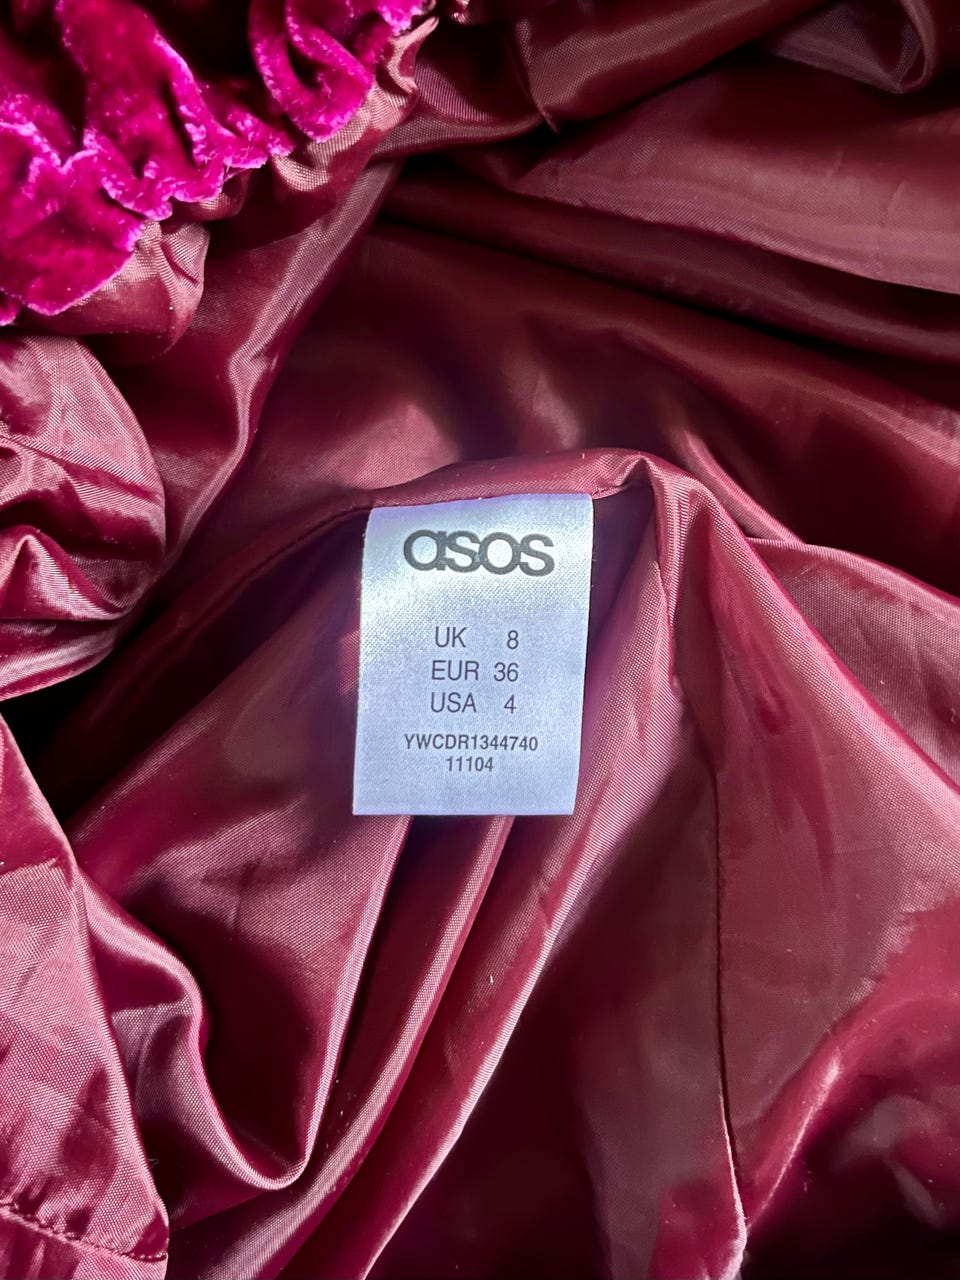 asos
UK 8
EUR 36
USA 4
YWCDR1344740
11104